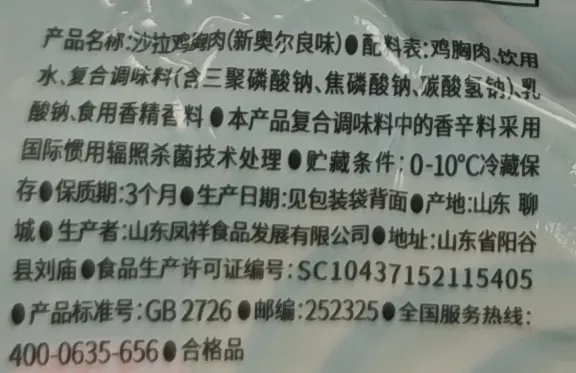 产品名称:沙拉鸡胸肉(新奥尔良味)●配料表:鸡胸肉、饮用
水、复合调味料(含三聚磷酸钠、焦磷酸钠、碳酸氢钠)、乳
酸钠、食用香精香料●本产品复合调味料中的香辛料采用
国际惯用辐照杀菌技术处理●贮藏条件:0-10°C冷藏保
存●保质期:3个月●生产日期:见包装袋背面●产地:山东 聊
城●生产者:山东凤祥食品发展有限公司●地址:山东省阳谷
县刘庙●食品生产许可证编号:SC10437152115405
●产品标准号:GB 2726●邮编:252325●全国服务热线:
400-0635-656●合格品